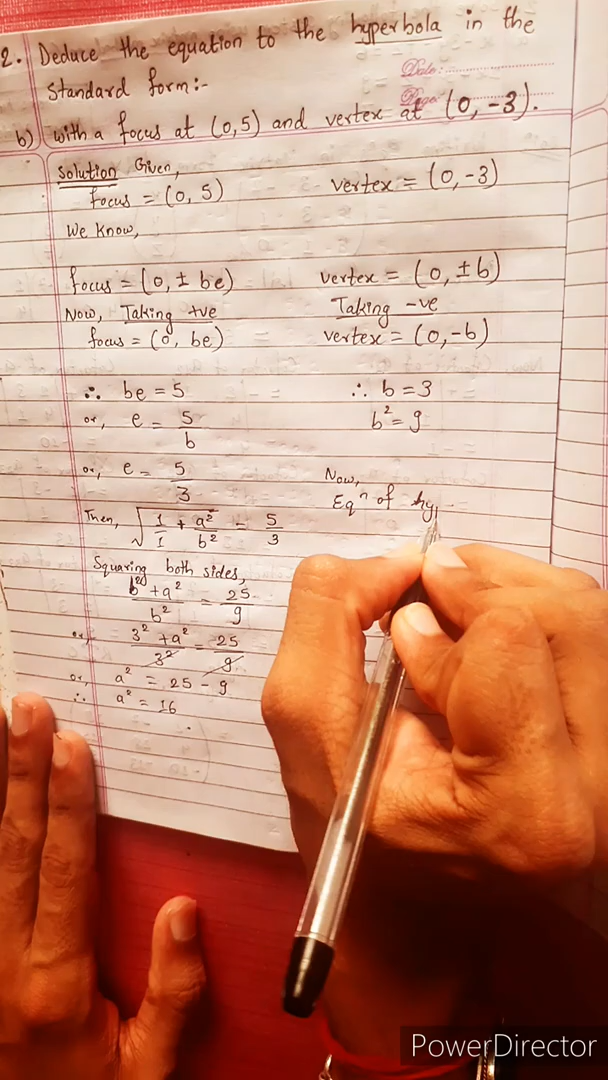 2. Deduce the equation to the hyperbola in the
standard form:-
Date:
Page:
b) with a focus at (0,5) and vertex at (0, -3).
Solution Given,
focus = (0, 5)
vertex = (0, -3)
We know,
focus = (0, ± be)
vertex = (0, ±b)
Now, Taking +ve
Taking -ve
focus = (0, be)
vertex = (0, -b)
∴ be = 5
∴ b = 3
or, e = 5/b
b² = 9
or, e = 5/3
Now,
Eqⁿ of hy
Then, √(1/1 + a²/b²) = 5/3
Squaring both sides,
(b² + a²)/b² = 25/9
or, (3² + a²)/3² = 25/9
or, a² = 25 - 9
∴ a² = 16
PowerDirector